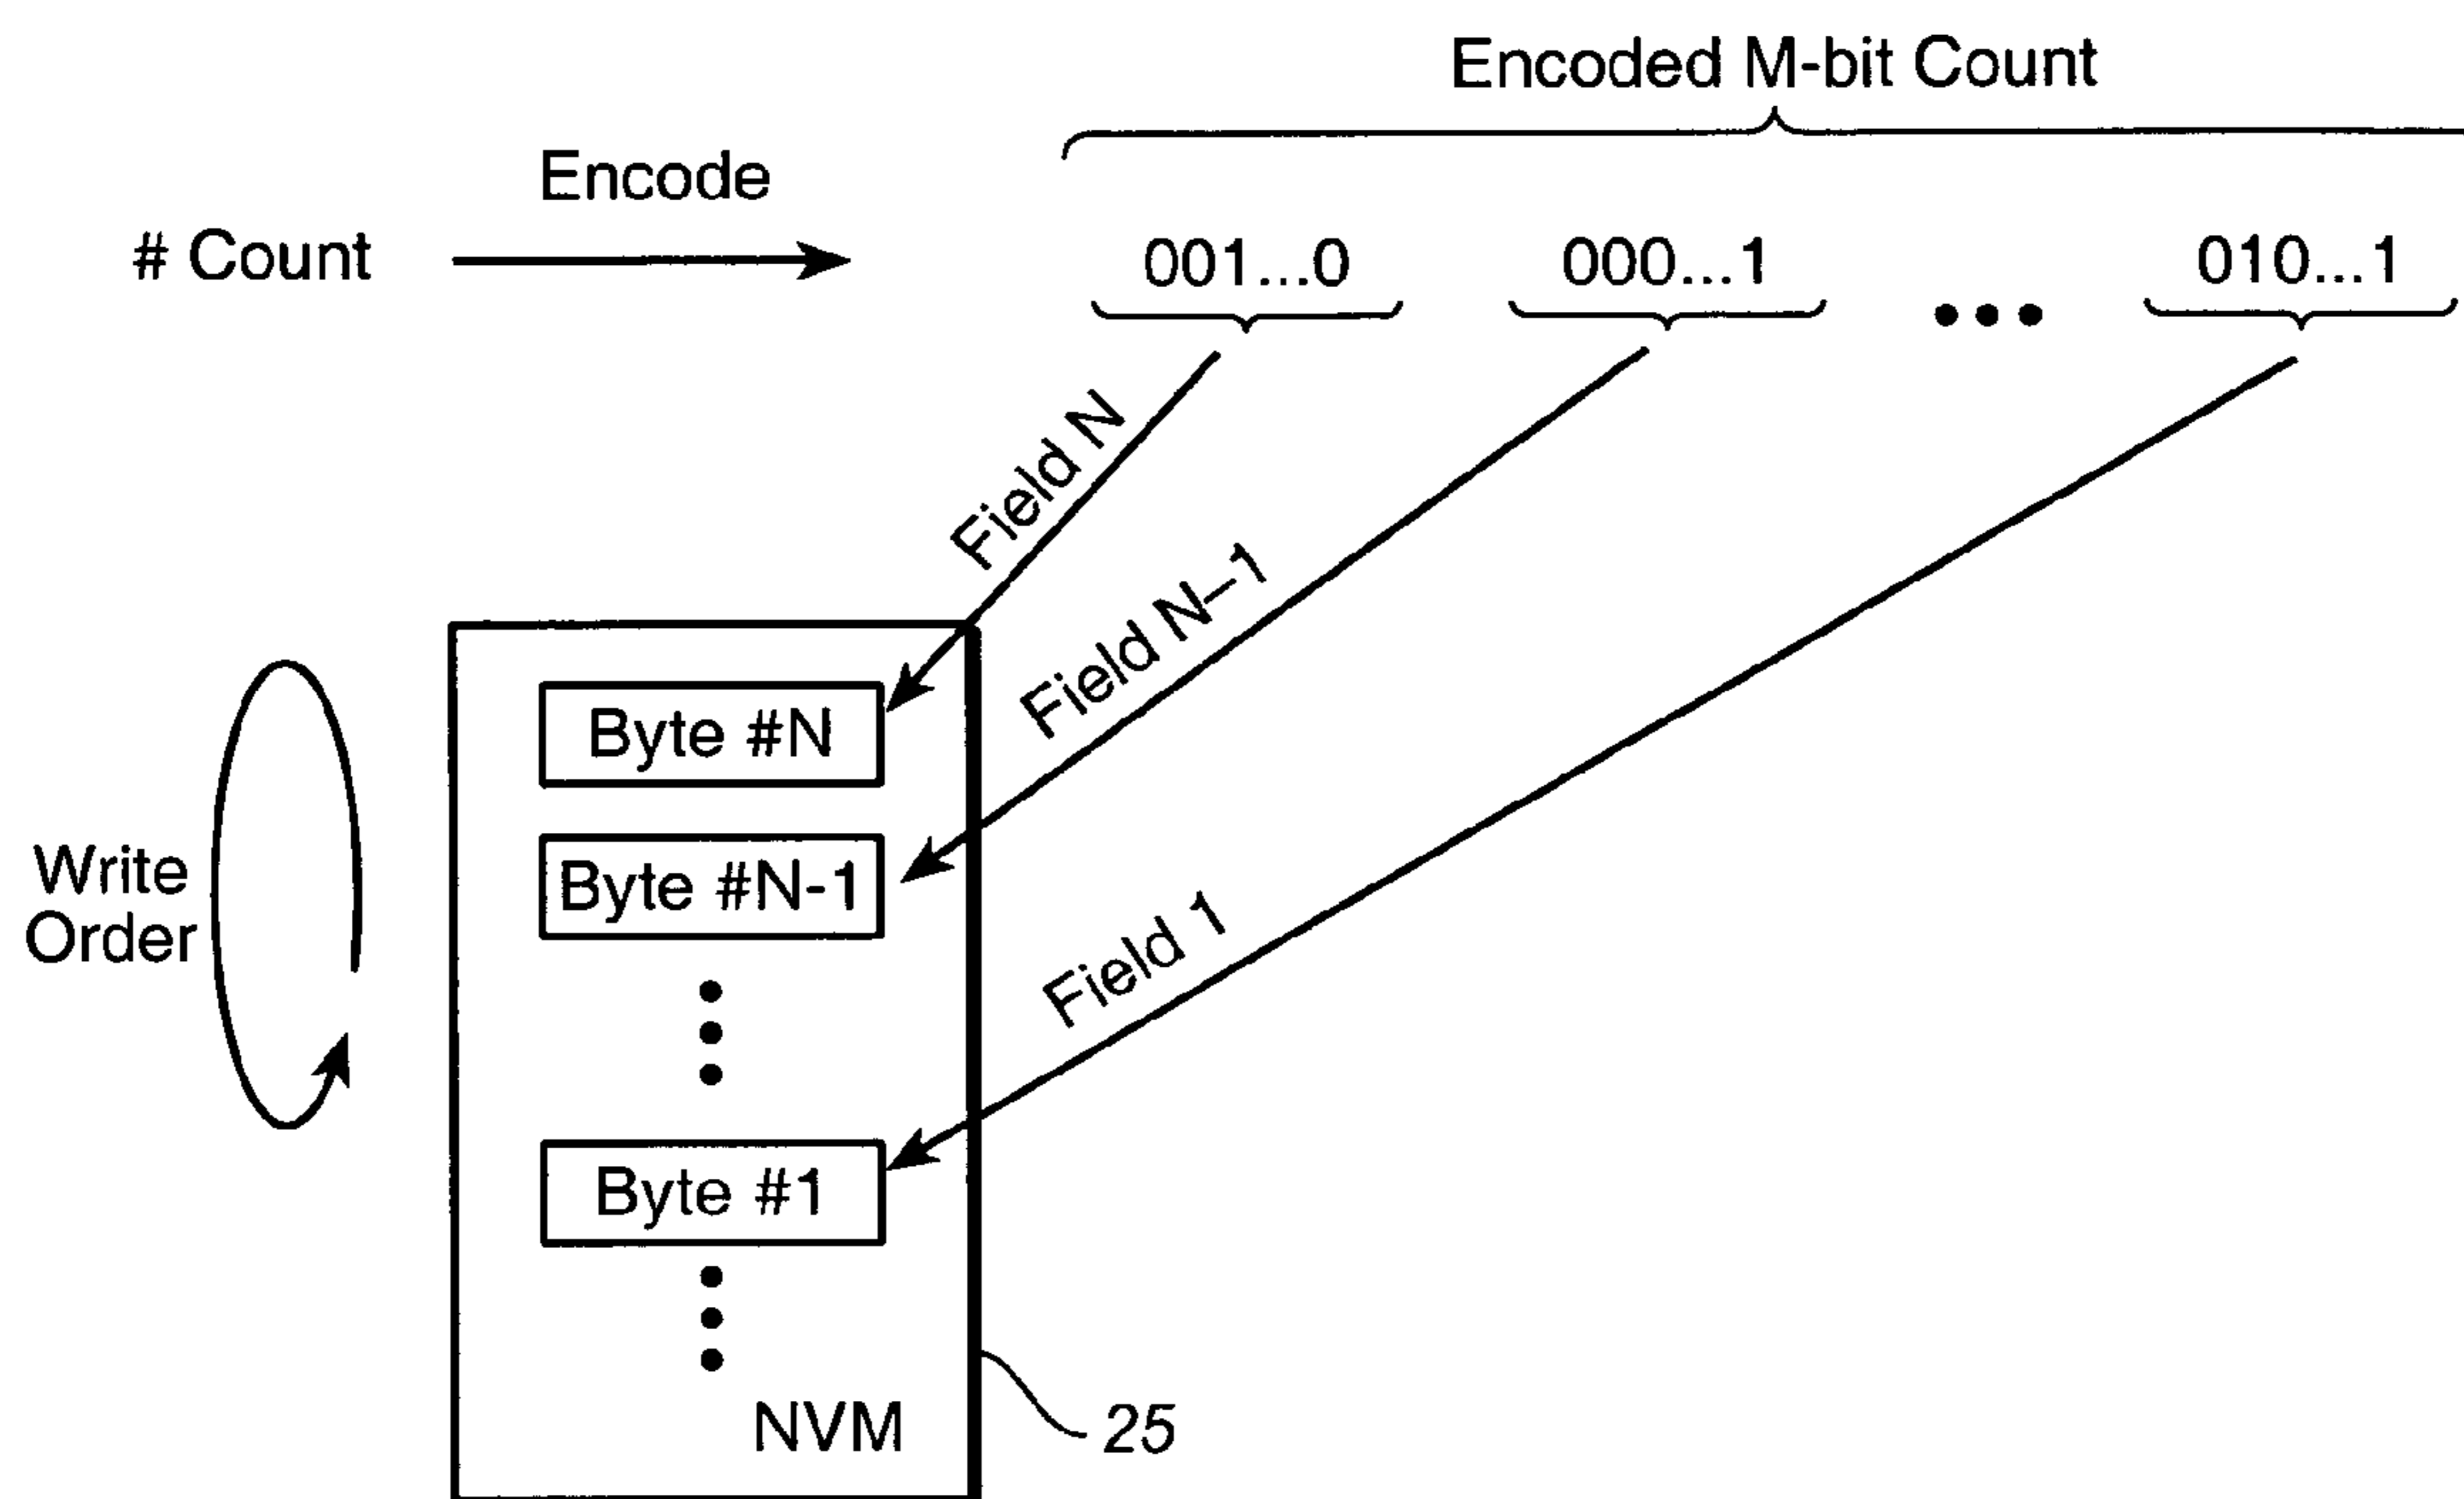 Encoded M-bit Count
Encode
# Count
001...0
000...1
010...1
Field N
Field N–1
Field 1
Byte #N
Byte #N-1
Byte #1
Write
Order
NVM
25